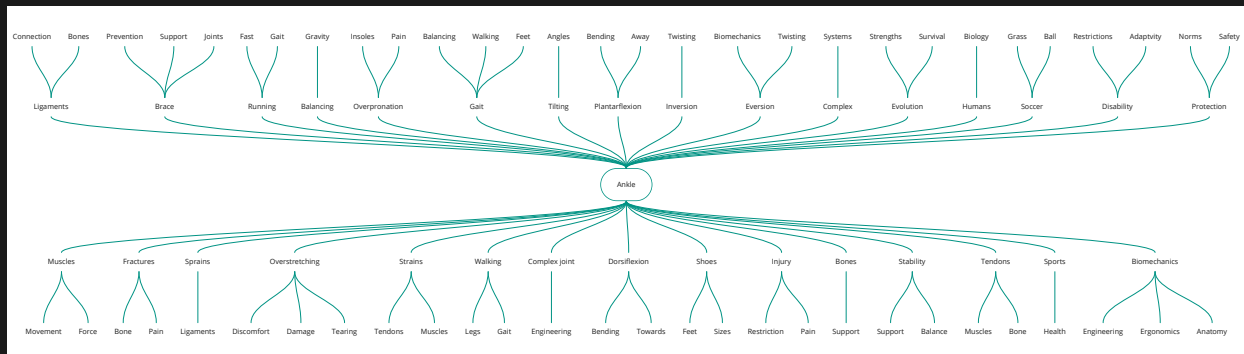 Connection Bones Prevention Support Joints Fast Gait Gravity Insoles Pain Balancing Walking Feet Angles Bending Away Twisting Biomechanics Twisting Systems Strengths Survival Biology Grass Ball Restrictions Adaptvity Norms Safety
Ligaments Brace Running Balancing Overpronation Gait Tilting Plantarflexion Inversion Eversion Complex Evolution Humans Soccer Disability Protection
Ankle
Muscles Fractures Sprains Overstretching Strains Walking Complex joint Dorsiflexion Shoes Injury Bones Stability Tendons Sports Biomechanics
Movement Force Bone Pain Ligaments Discomfort Damage Tearing Tendons Muscles Legs Gait Engineering Bending Towards Feet Sizes Restriction Pain Support Support Balance Muscles Bone Health Engineering Ergonomics Anatomy